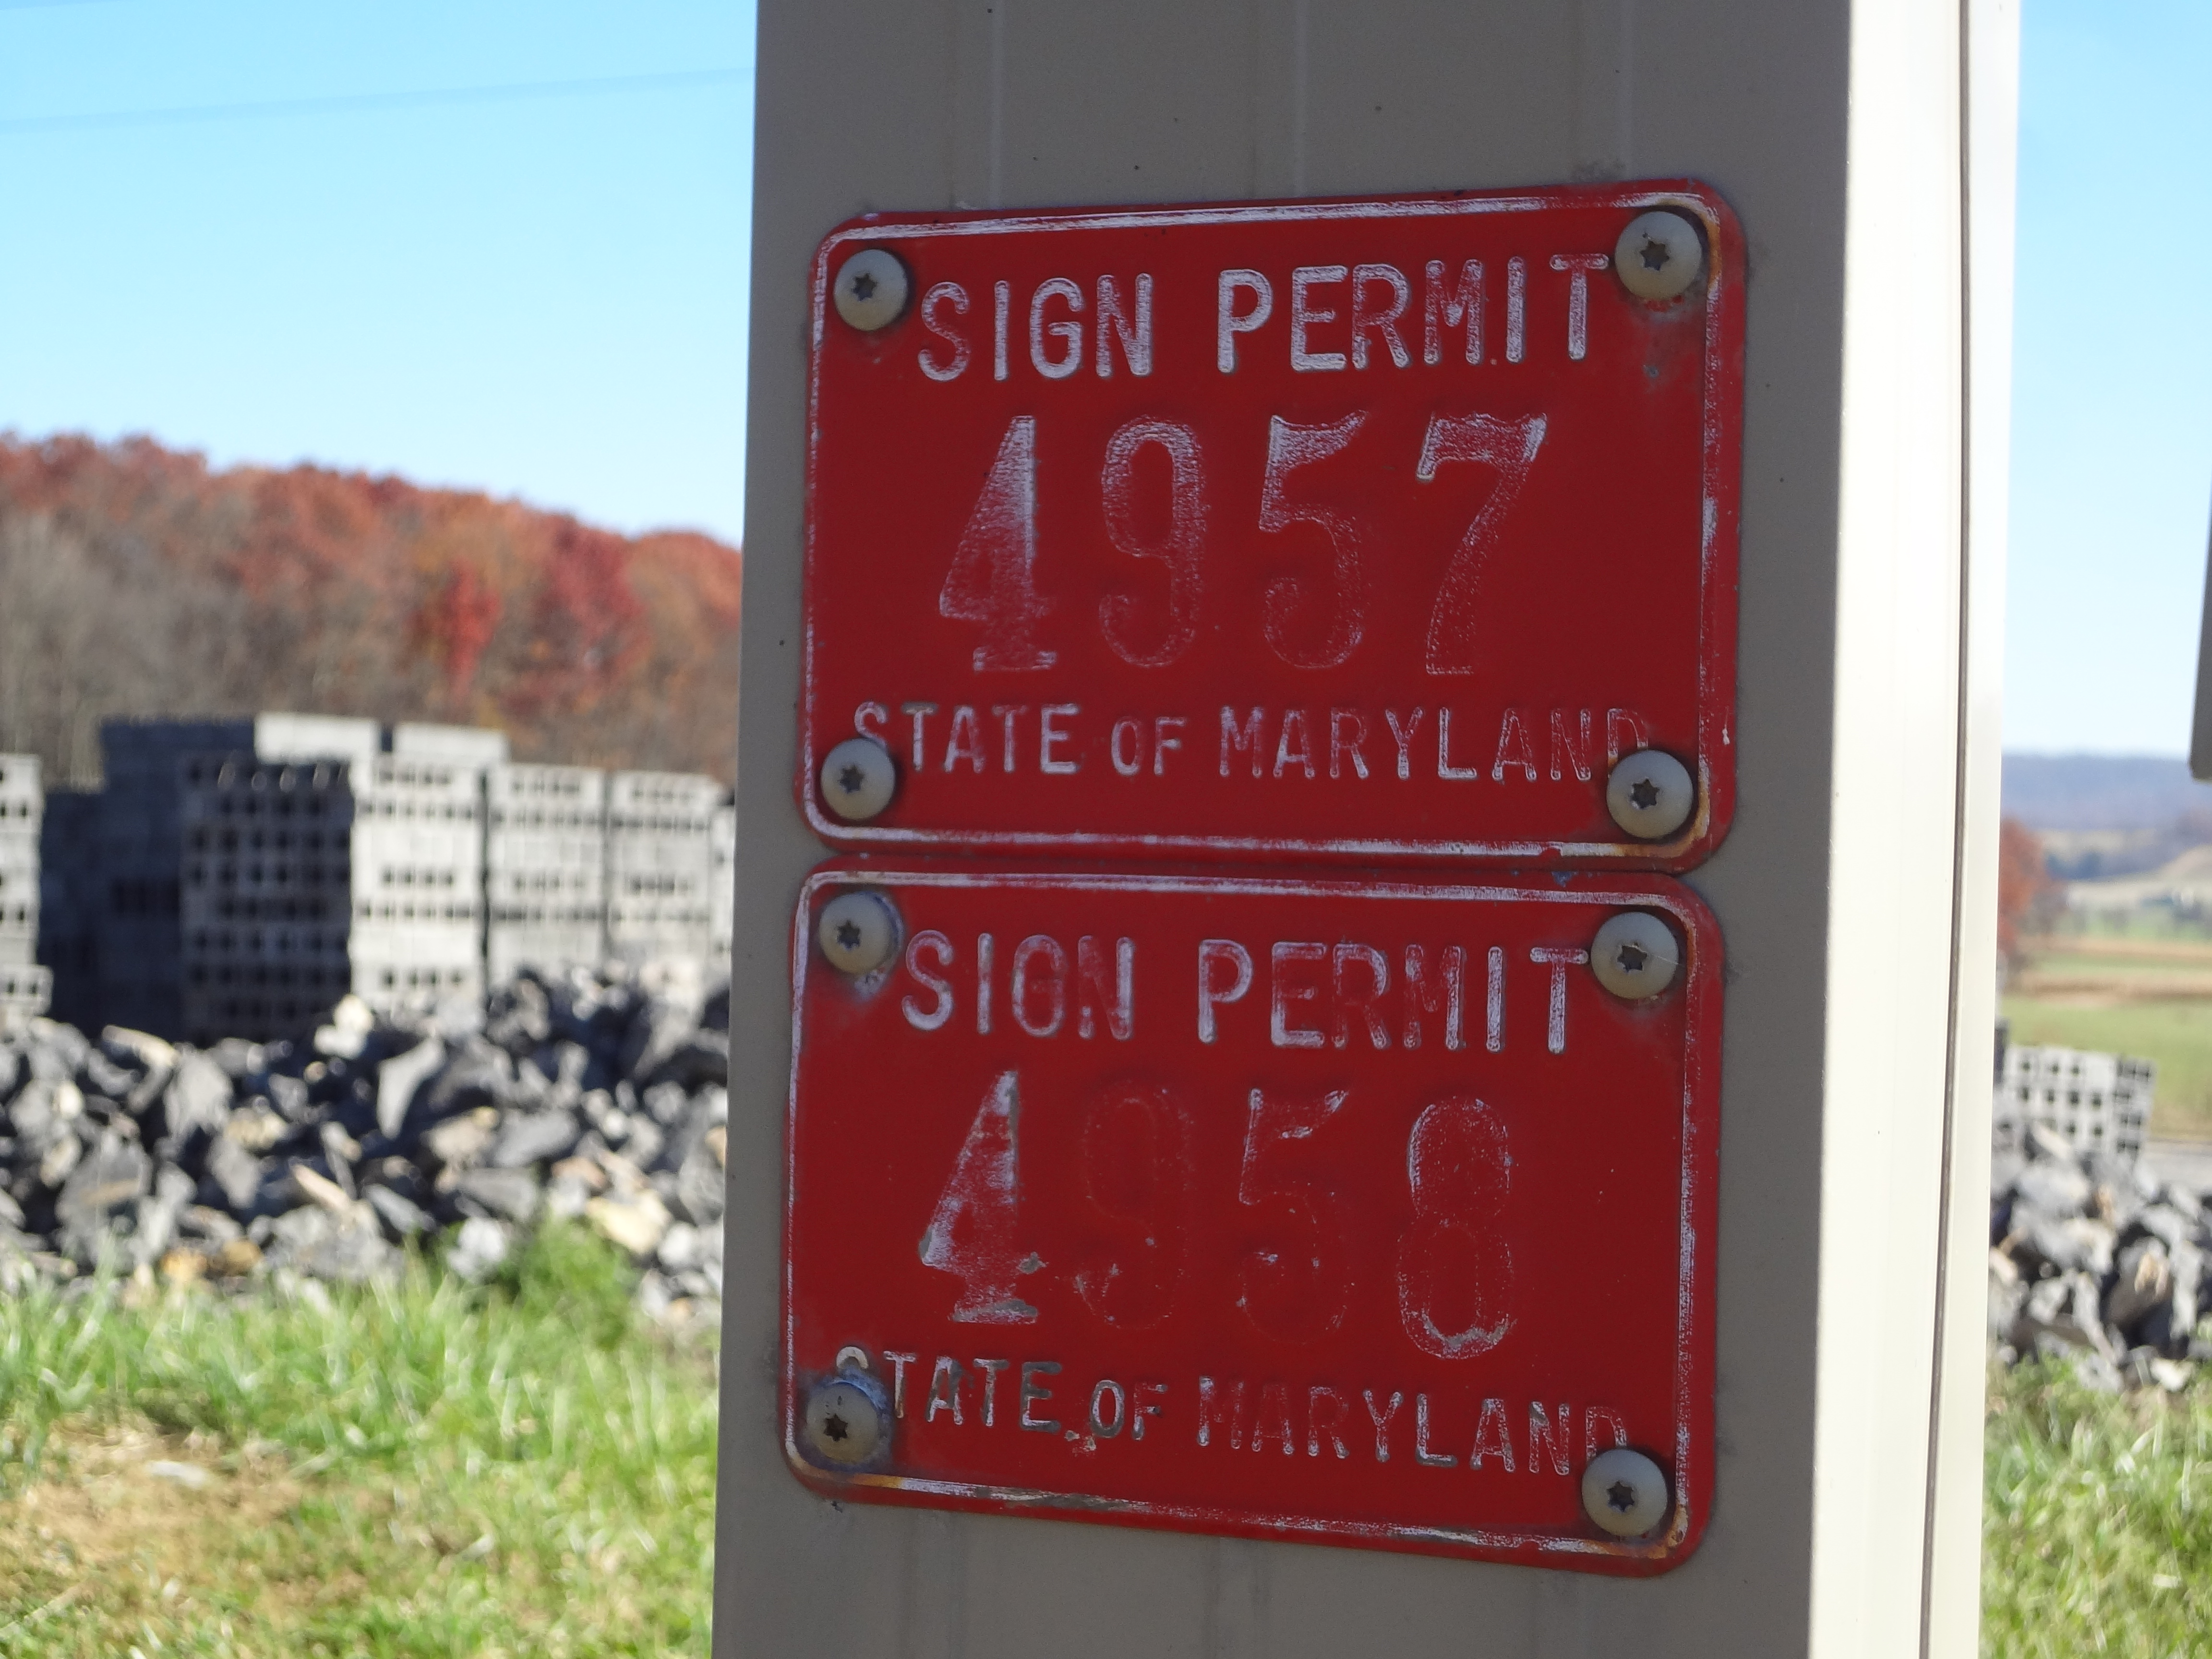 SIGN PERMIT
4957
STATE OF MARYLAND
SIGN PERMIT
4958
STATE OF MARYLAND